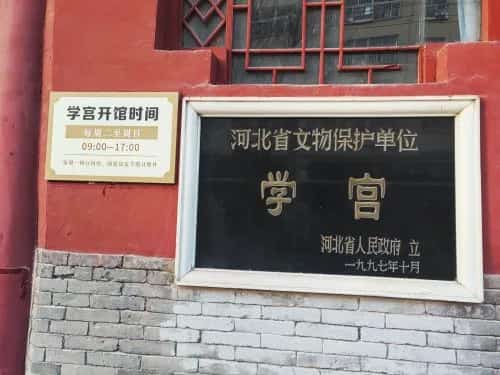 学宫开馆时间
每周二至周日
09:00—17:00
河北省文物保护单位
学宫
河北省人民政府 立
一九九七年十月